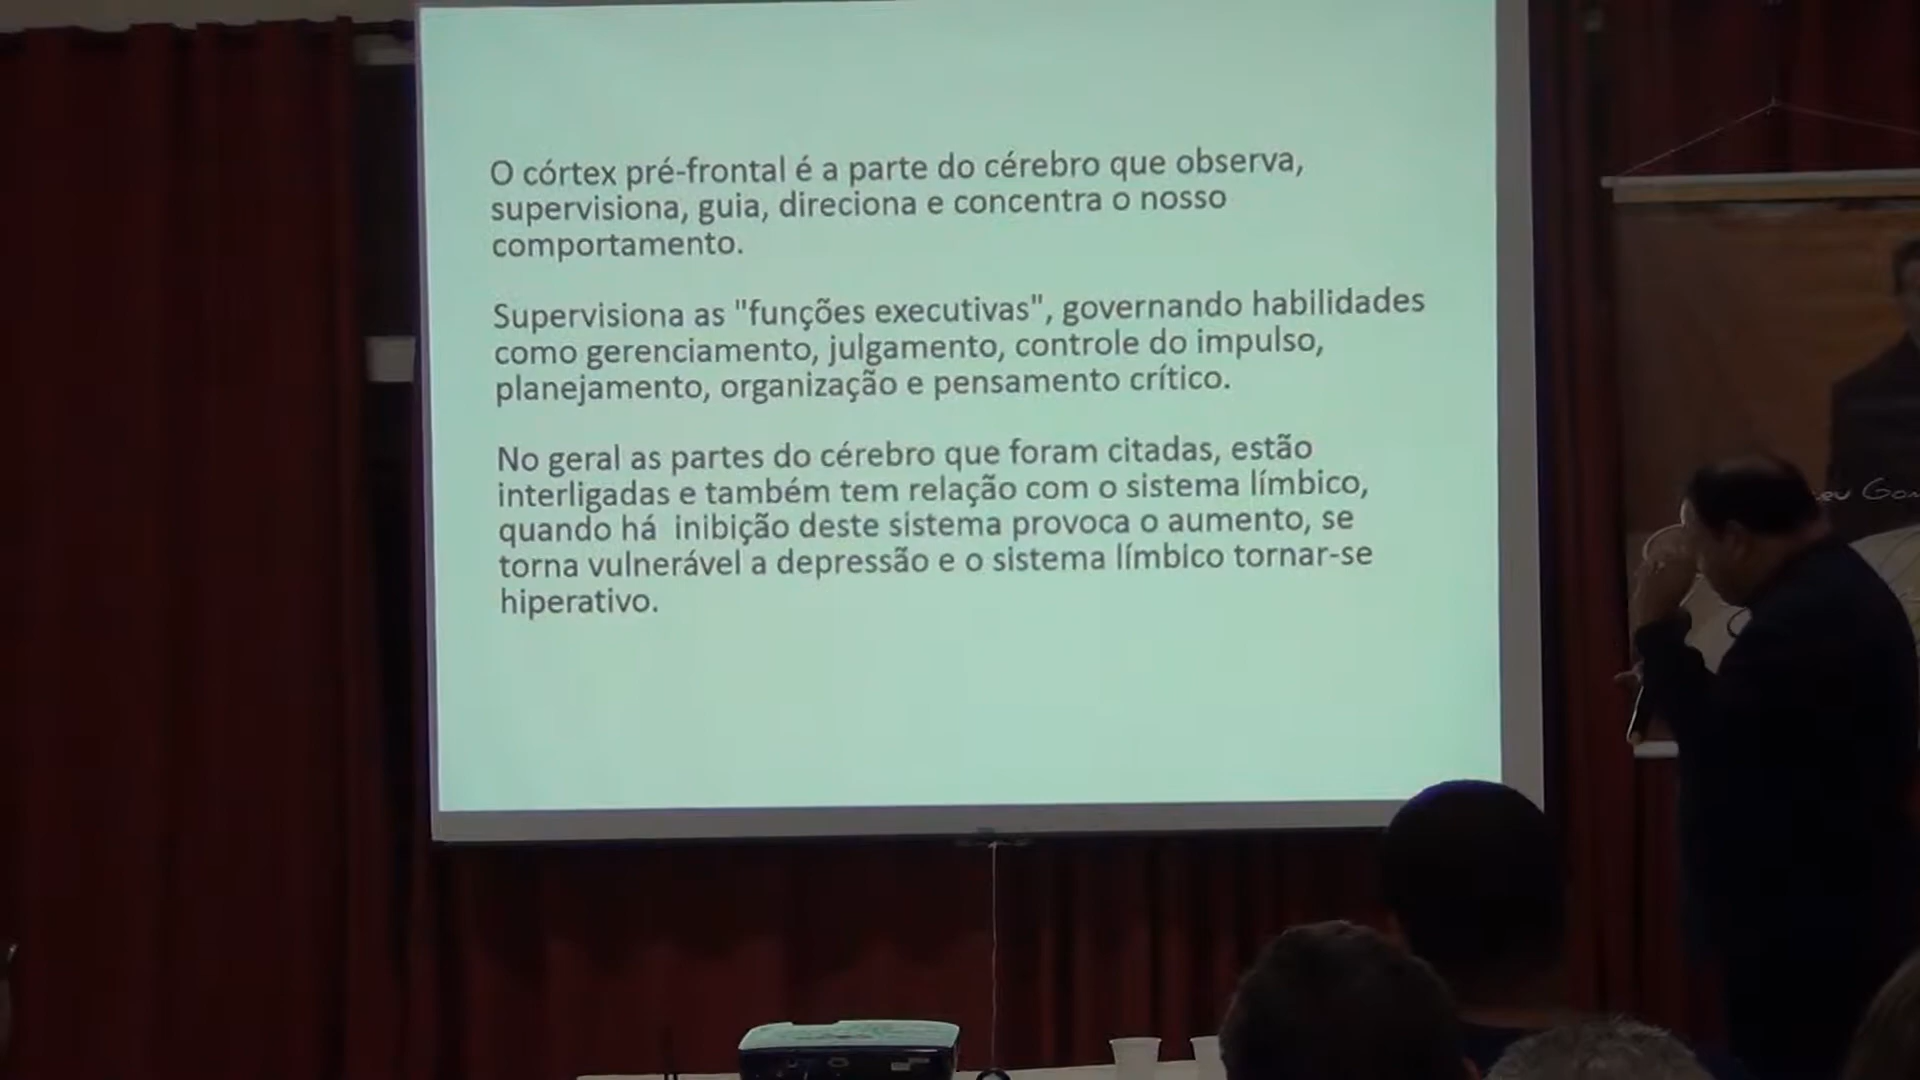 O córtex pré-frontal é a parte do cérebro que observa,
supervisiona, guia, direciona e concentra o nosso
comportamento.
Supervisiona as "funções executivas", governando habilidades
como gerenciamento, julgamento, controle do impulso,
planejamento, organização e pensamento crítico.
No geral as partes do cérebro que foram citadas, estão
interligadas e também tem relação com o sistema límbico,
quando há  inibição deste sistema provoca o aumento, se
torna vulnerável a depressão e o sistema límbico tornar-se
hiperativo.